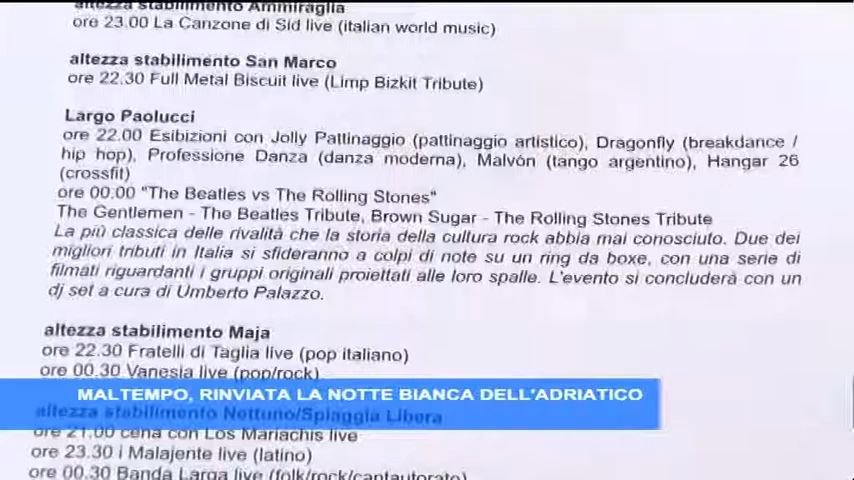 altezza stabilimento Ammiraglia
ore 23.00 La Canzone di Sid live (italian world music)
altezza stabilimento San Marco
ore 22.30 Full Metal Biscuit live (Limp Bizkit Tribute)
Largo Paolucci
ore 22.00 Esibizioni con Jolly Pattinaggio (pattinaggio artistico), Dragonfly (breakdance /
hip hop), Professione Danza (danza moderna), Malvón (tango argentino), Hangar 26
(crossfit)
ore 00.00 "The Beatles vs The Rolling Stones"
The Gentlemen - The Beatles Tribute, Brown Sugar - The Rolling Stones Tribute
La più classica delle rivalità che la storia della cultura rock abbia mai conosciuto. Due dei
migliori tributi in Italia si sfideranno a colpi di note su un ring da boxe, con una serie di
filmati riguardanti i gruppi originali proiettati alle loro spalle. L'evento si concluderà con un
dj set a cura di Umberto Palazzo.
altezza stabilimento Maja
ore 22.30 Fratelli di Taglia live (pop italiano)
ore 00.30 Vanesia live (pop/rock)
MALTEMPO, RINVIATA LA NOTTE BIANCA DELL'ADRIATICO
altezza stabilimento Nettuno/Spiaggia Libera
ore 21.00 cena con Los Mariachis live
ore 23.30 i Malajente live (latino)
ore 00.30 Banda Larga live (folk/rock/cantautorato)